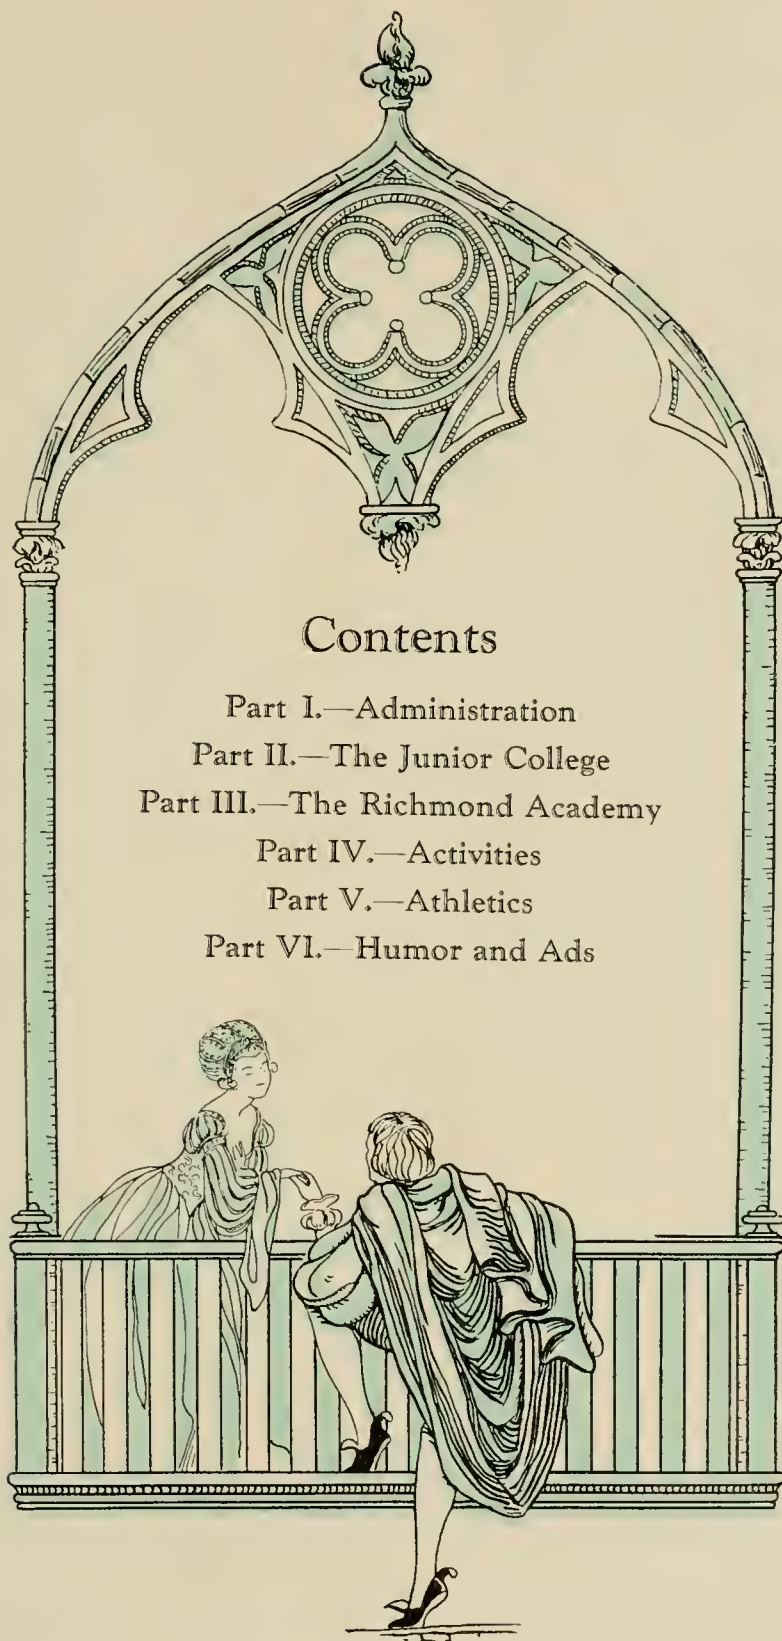 Contents
Part I.—Administration
Part II.—The Junior College
Part III.—The Richmond Academy
Part IV.—Activities
Part V.—Athletics
Part VI.—Humor and Ads